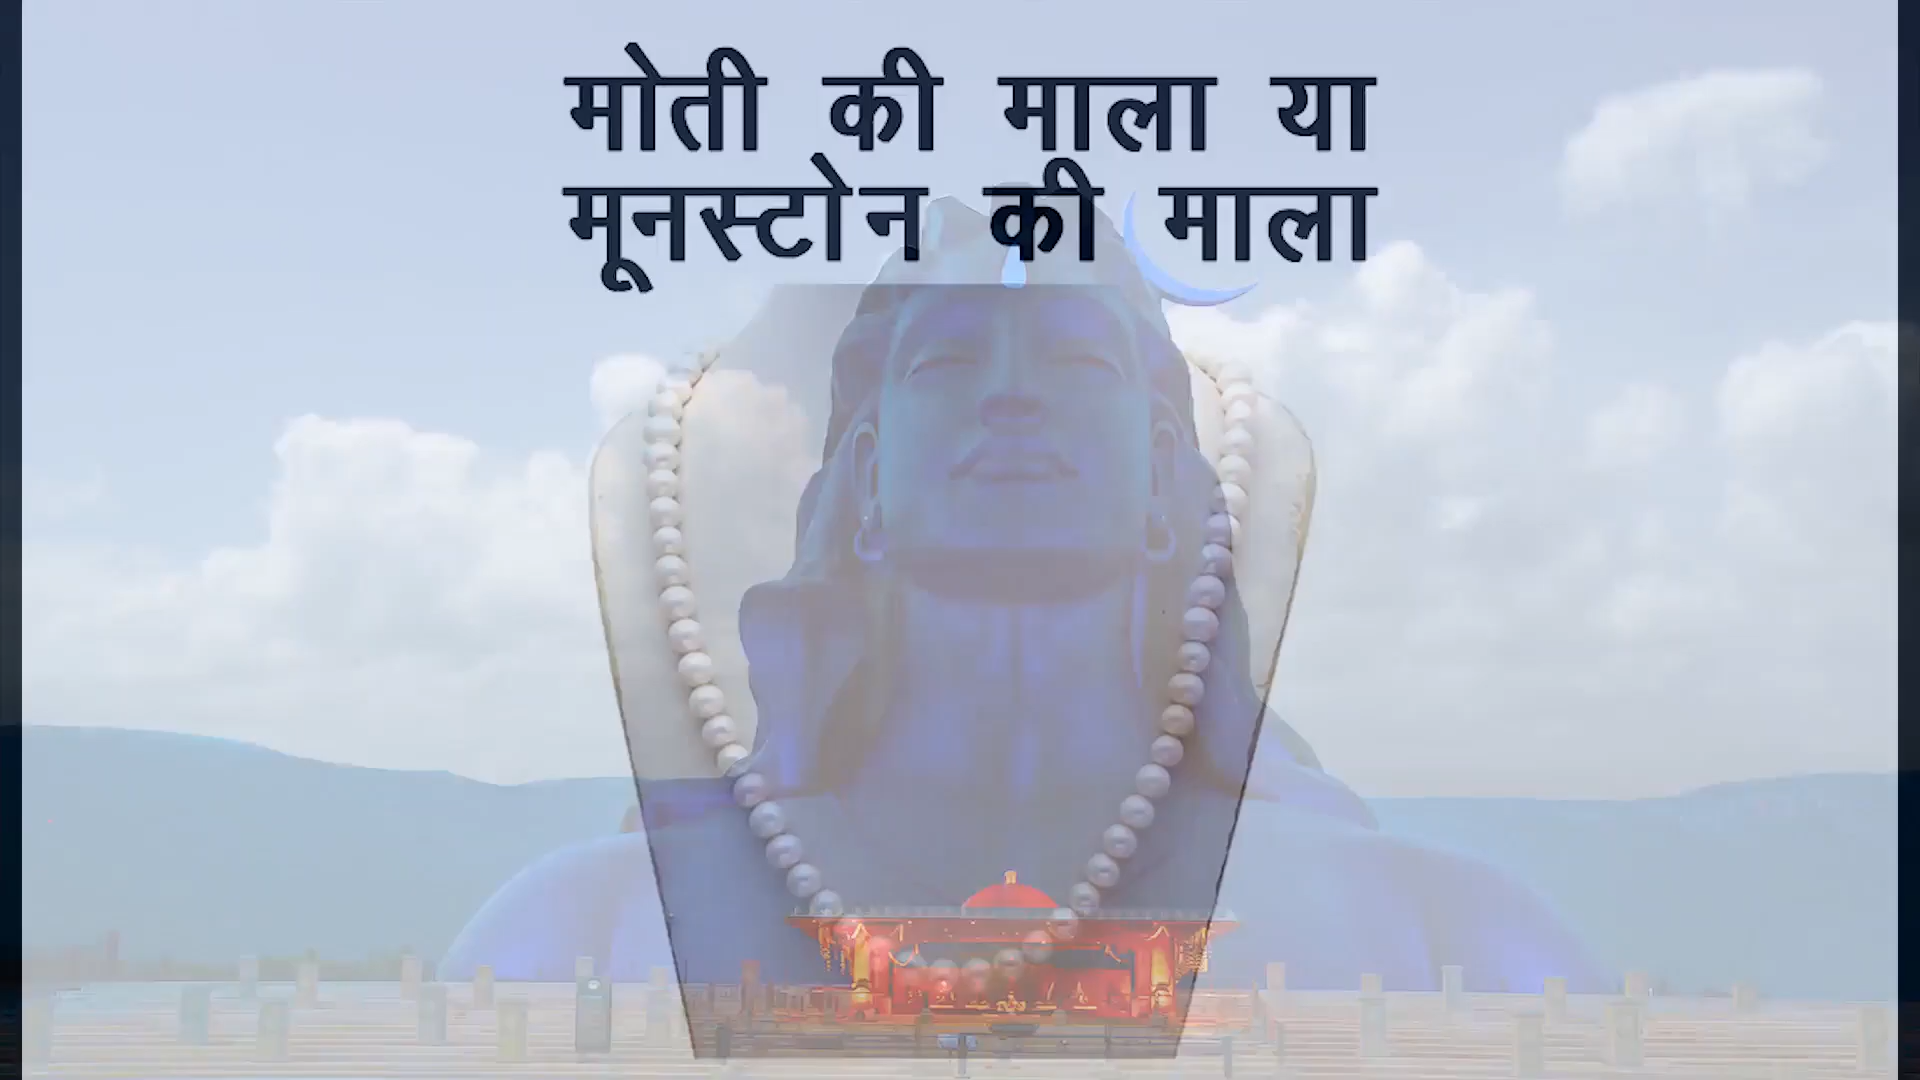 मोती की माला या
मूनस्टोन की माला